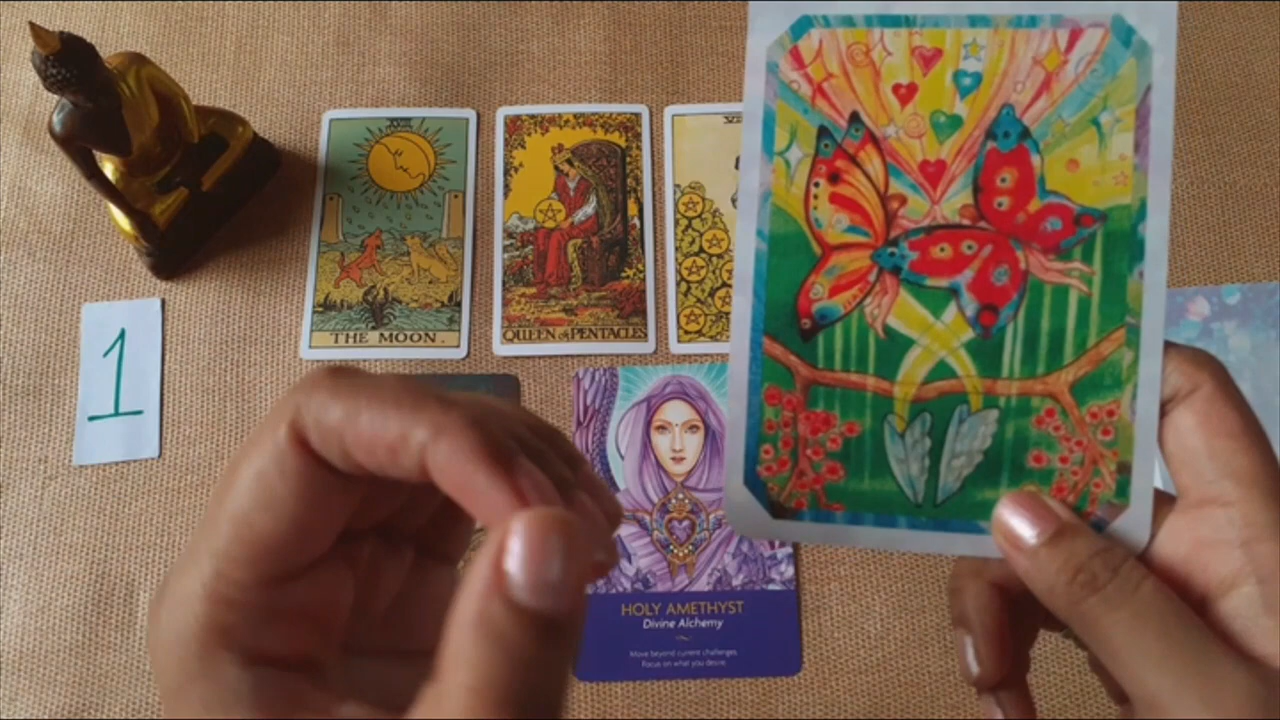 1
XVIII
THE MOON.
QUEEN of PENTACLES
HOLY AMETHYST
Divine Alchemy
Move beyond current challenges.
Focus on what you desire.